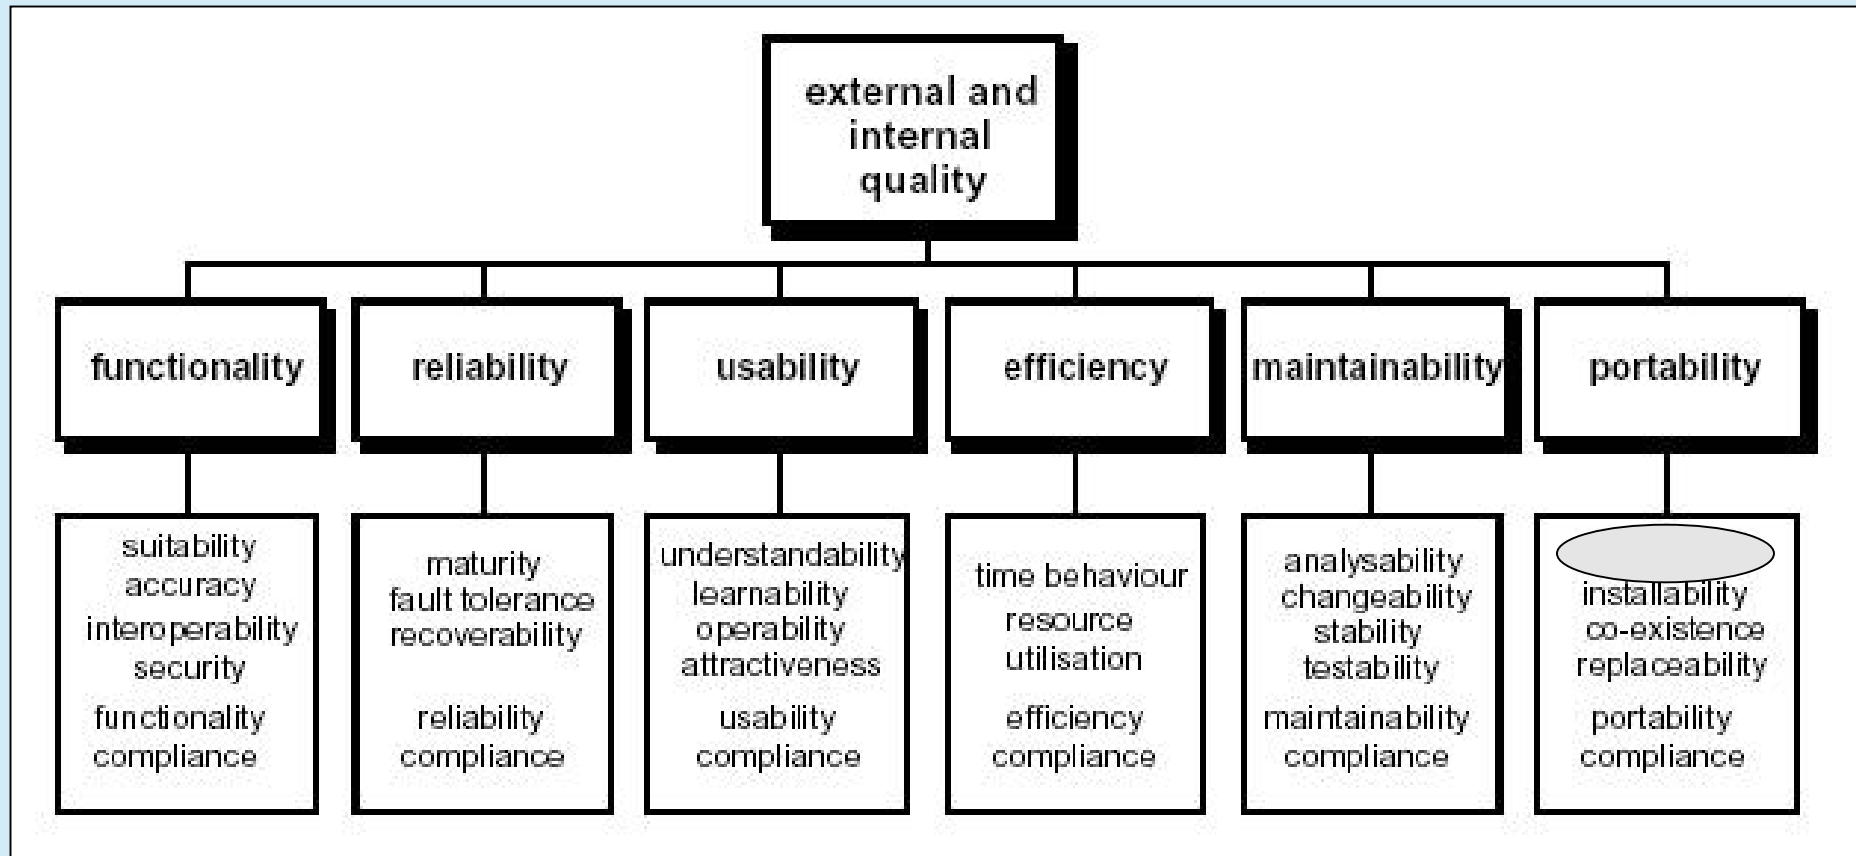 external and
internal
quality
functionality
reliability
usability
efficiency
maintainability
portability
suitability
accuracy
interoperability
security
functionality
compliance
maturity
fault tolerance
recoverability
reliability
compliance
understandability
learnability
operability
attractiveness
usability
compliance
time behaviour
resource
utilisation
efficiency
compliance
analysability
changeability
stability
testability
maintainability
compliance
installability
co-existence
replaceability
portability
compliance